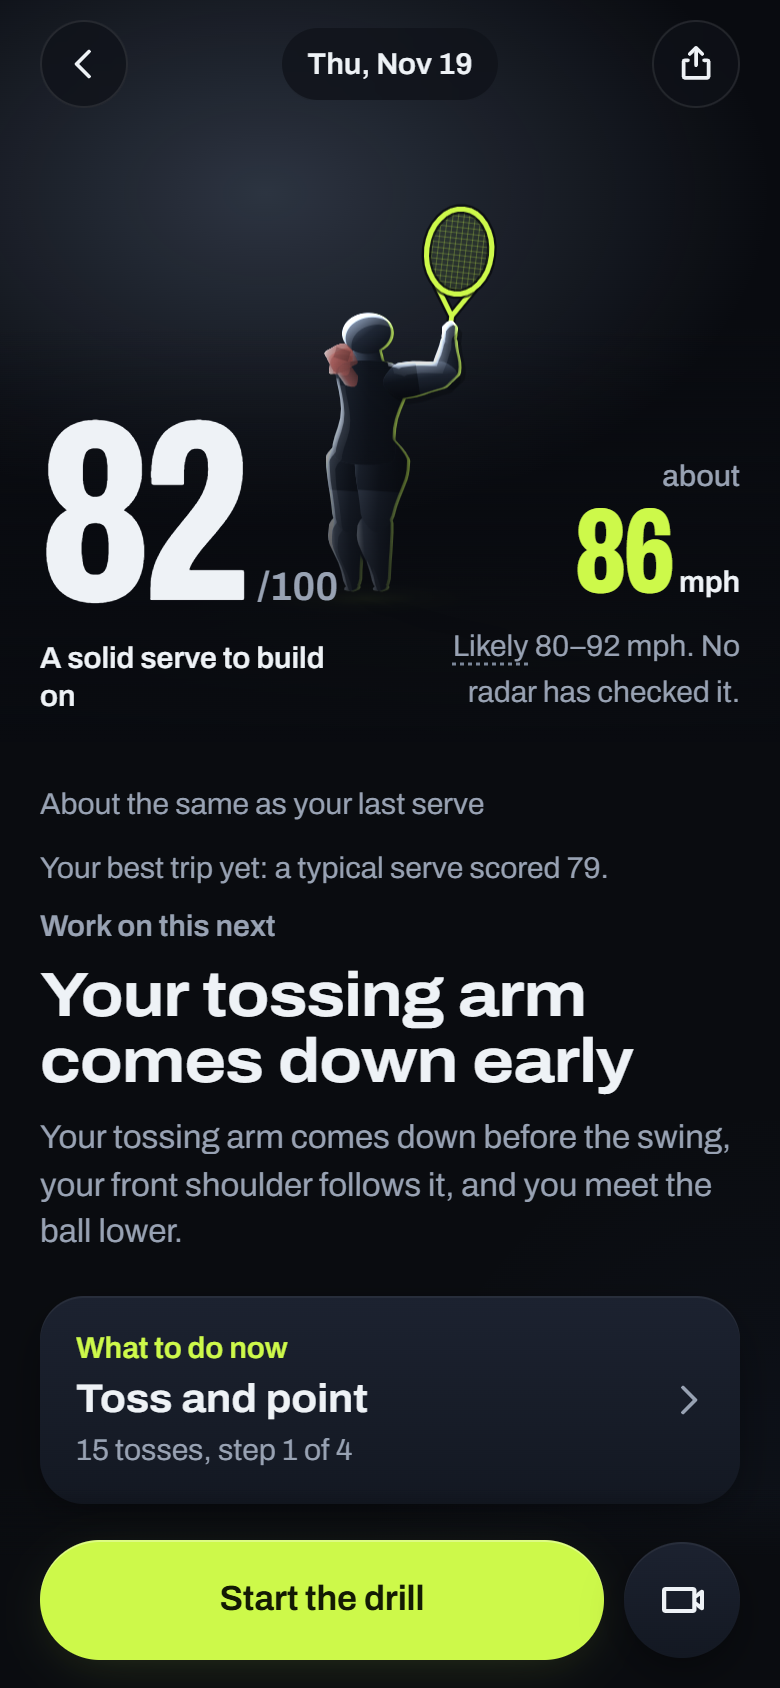 Thu, Nov 19
82 /100
A solid serve to build
on
about
86 mph
Likely 80–92 mph. No
radar has checked it.
About the same as your last serve
Your best trip yet: a typical serve scored 79.
Work on this next
Your tossing arm
comes down early
Your tossing arm comes down before the swing,
your front shoulder follows it, and you meet the
ball lower.
What to do now
Toss and point
15 tosses, step 1 of 4
Start the drill